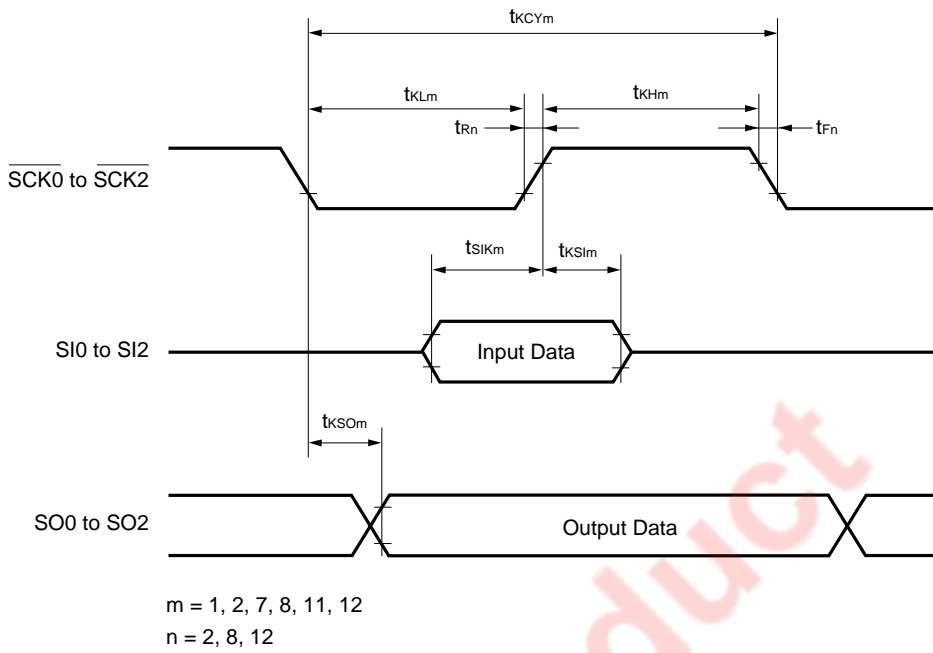 tKCYm
tKLm
tKHm
tRn
tFn
SCK0 to SCK2
tSIKm
tKSIm
SI0 to SI2
Input Data
tKSOm
SO0 to SO2
Output Data
m = 1, 2, 7, 8, 11, 12
n = 2, 8, 12
duct